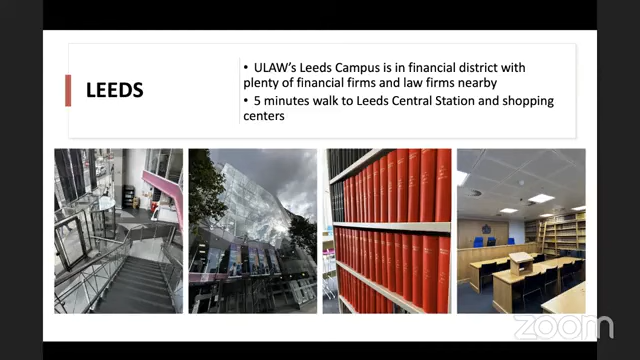 LEEDS
• ULAW's Leeds Campus is in financial district with
plenty of financial firms and law firms nearby
• 5 minutes walk to Leeds Central Station and shopping
centers
zoom